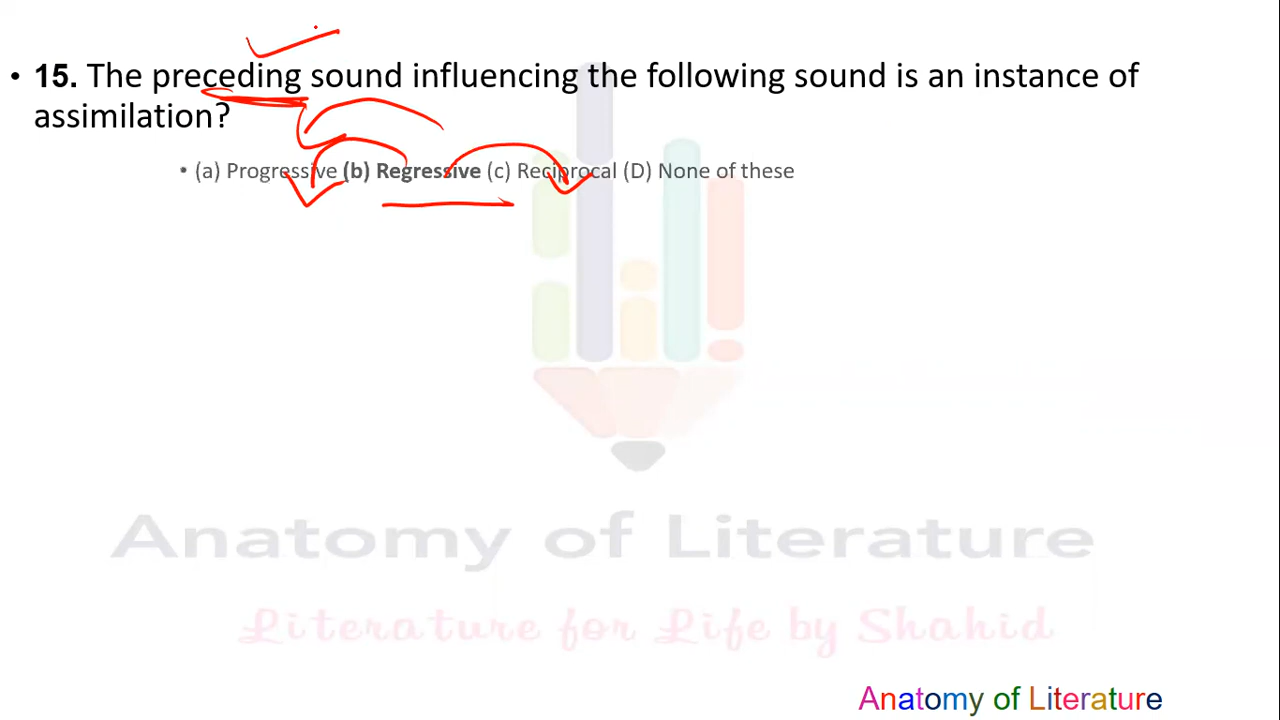 • 15. The preceding sound influencing the following sound is an instance of
assimilation?
• (a) Progressive (b) Regressive (c) Reciprocal (D) None of these
Anatomy of Literature
Literature for Life by Shahid
Anatomy of Literature